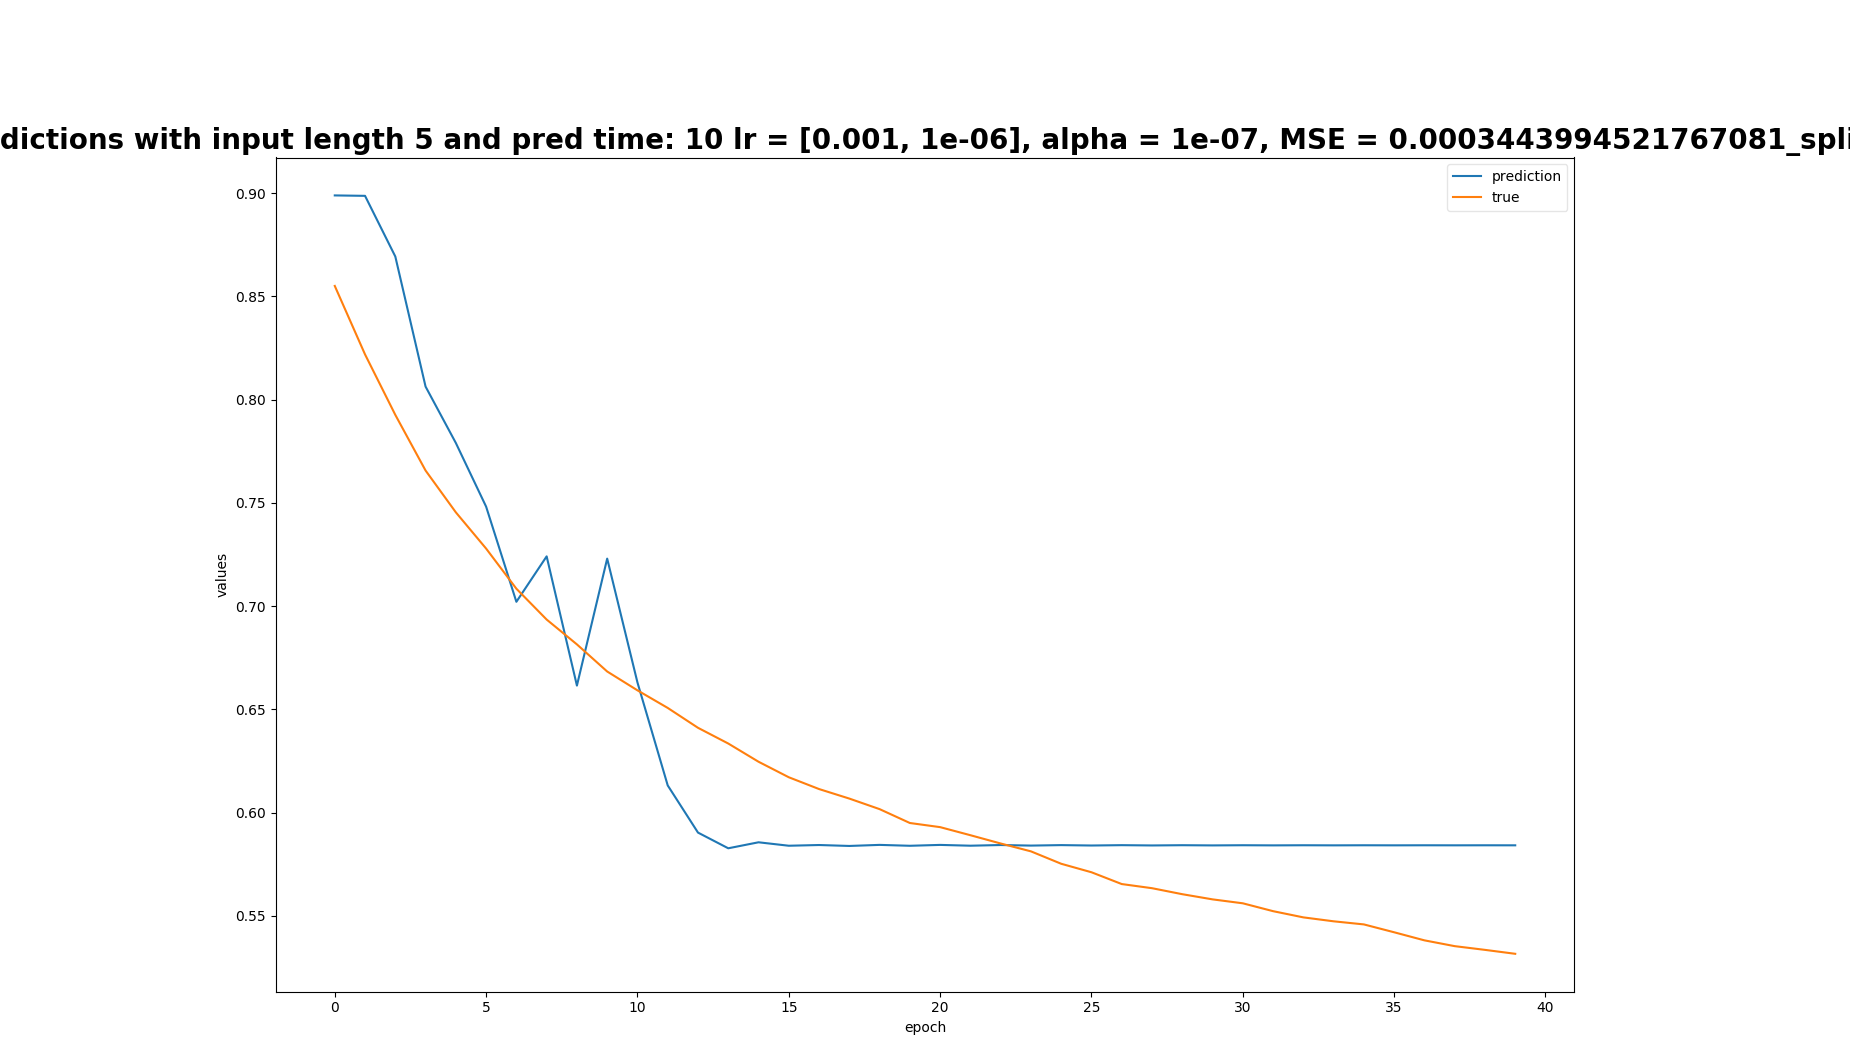 dictions with input length 5 and pred time: 10 lr = [0.001, 1e-06], alpha = 1e-07, MSE = 0.0003443994521767081_spli
prediction
true
0.90
0.85
0.80
0.75
0.70
0.65
0.60
0.55
values
0 5 10 15 20 25 30 35 40
epoch